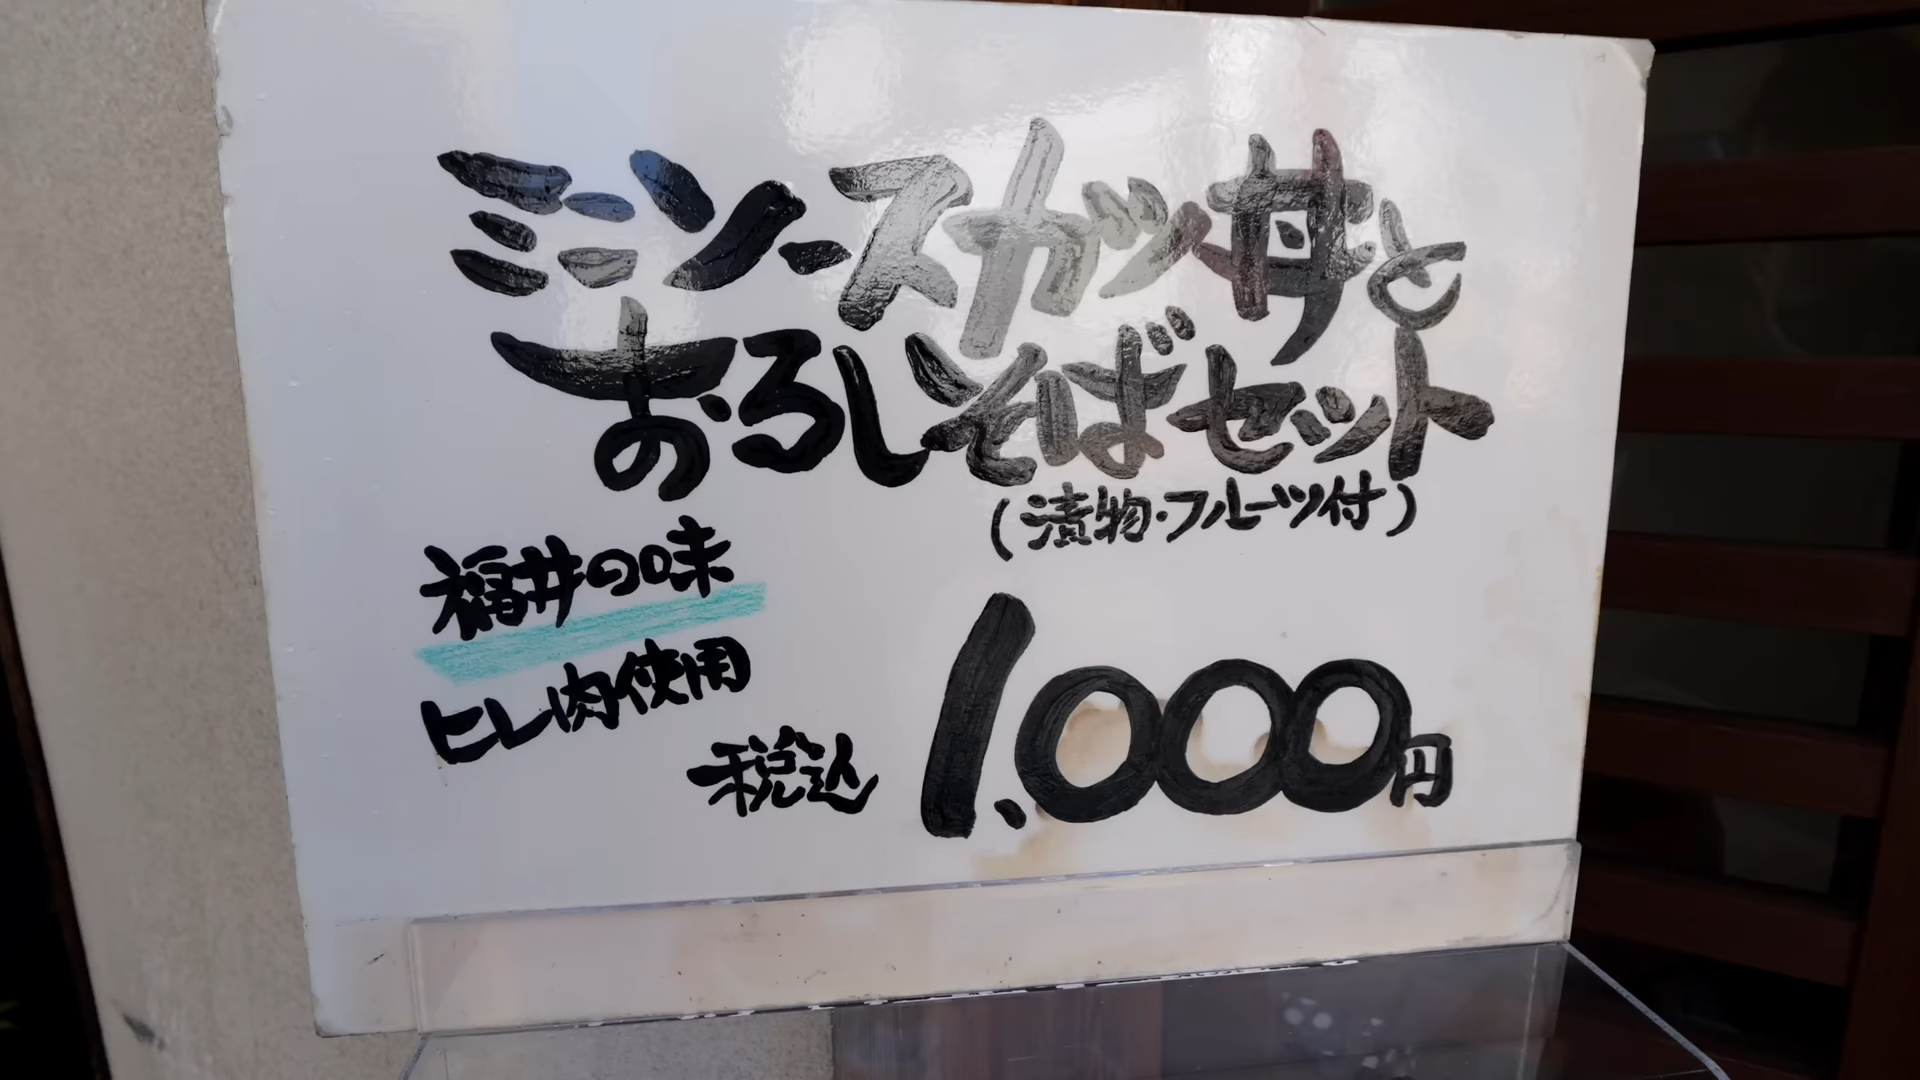 ミニソースカツ丼と
おろしそばセット
(漬物・フルーツ付)
福井の味
ヒレ肉使用
税込 1,000円